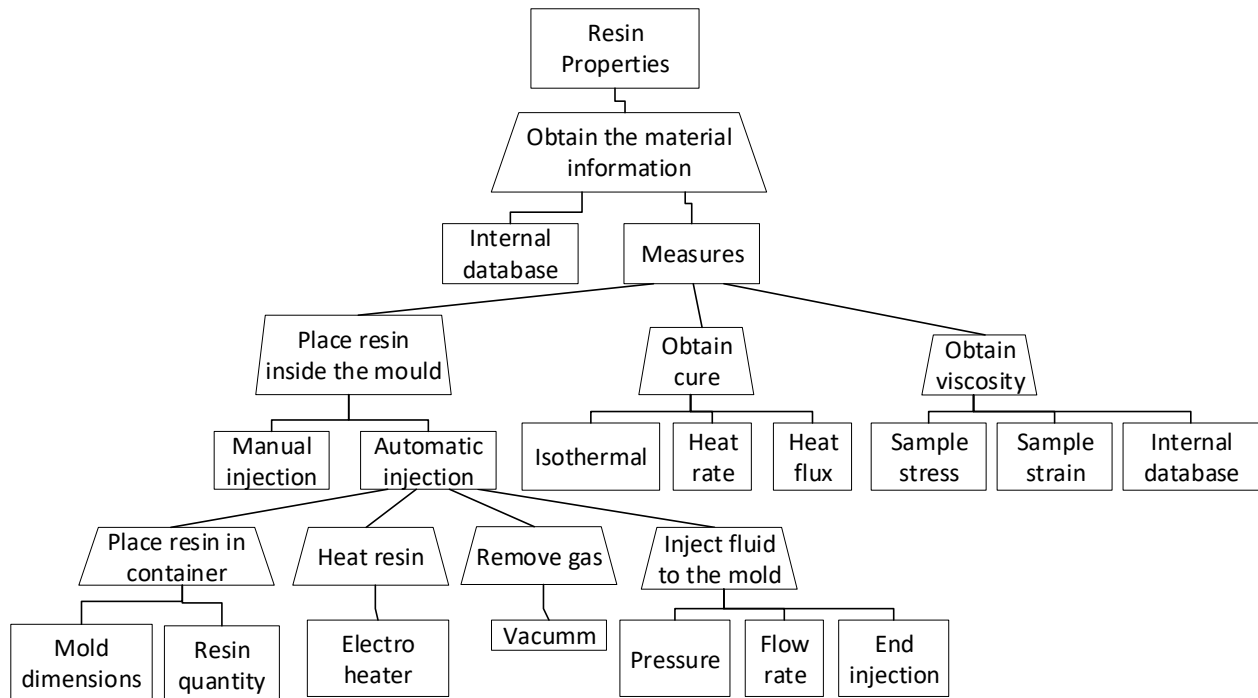 Resin
Properties
Obtain the material
information
Internal
database
Measures
Place resin
inside the mould
Obtain
cure
Obtain
viscosity
Manual
injection
Automatic
injection
Isothermal
Heat
rate
Heat
flux
Sample
stress
Sample
strain
Internal
database
Place resin in
container
Heat resin
Remove gas
Inject fluid
to the mold
Mold
dimensions
Resin
quantity
Electro
heater
Vacumm
Pressure
Flow
rate
End
injection